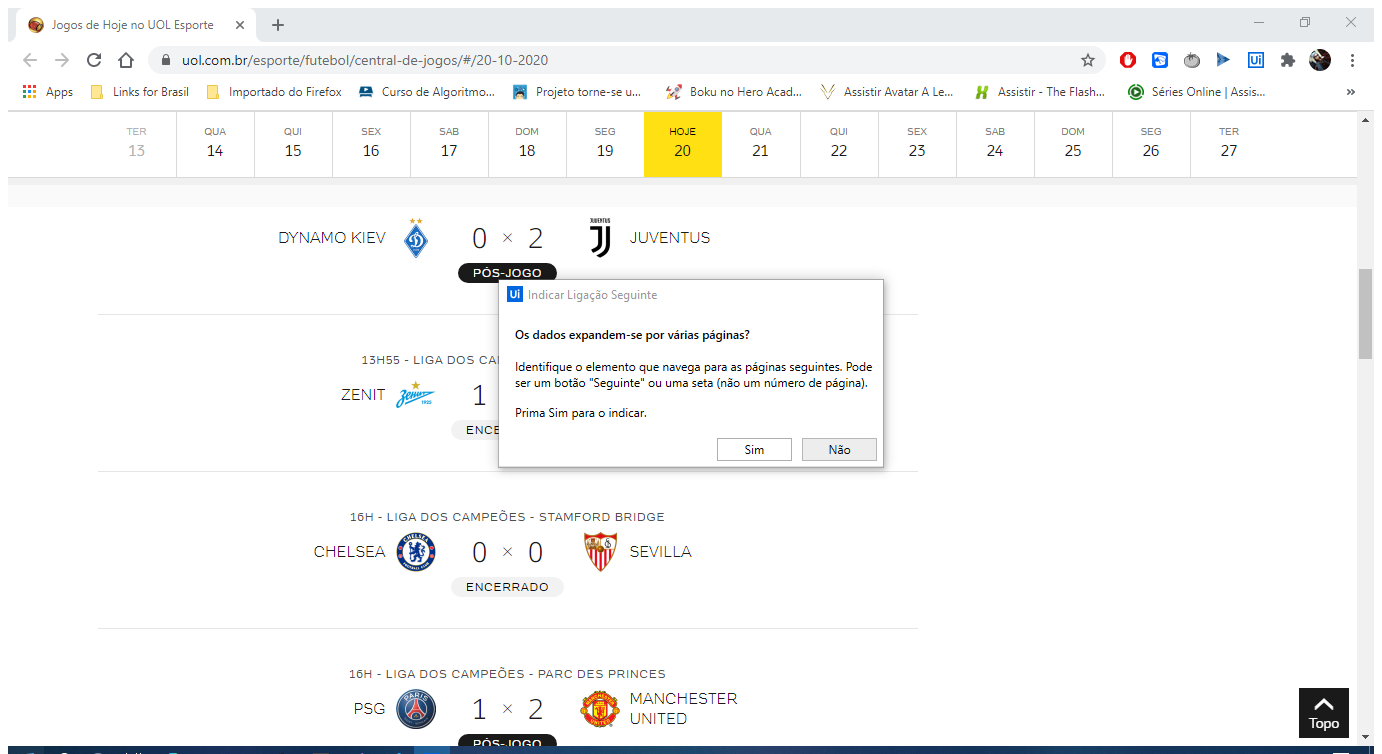 Jogos de Hoje no UOL Esporte
uol.com.br/esporte/futebol/central-de-jogos/#/20-10-2020
Apps Links for Brasil Importado do Firefox Curso de Algoritmo... Projeto torne-se u... Boku no Hero Acad... Assistir Avatar A Le... Assistir - The Flash... Séries Online | Assis... »
TER QUA QUI SEX SAB DOM SEG HOJE QUA QUI SEX SAB DOM SEG TER
13 14 15 16 17 18 19 20 21 22 23 24 25 26 27
DYNAMO KIEV 0 × 2 JUVENTUS
PÓS-JOGO
Ui Indicar Ligação Seguinte
Os dados expandem-se por várias páginas?
Identifique o elemento que navega para as páginas seguintes. Pode
ser um botão "Seguinte" ou uma seta (não um número de página).
Prima Sim para o indicar.
Sim Não
13H55 - LIGA DOS CA
ZENIT 1
ENCE
16H - LIGA DOS CAMPEÕES - STAMFORD BRIDGE
CHELSEA 0 × 0 SEVILLA
ENCERRADO
16H - LIGA DOS CAMPEÕES - PARC DES PRINCES
PSG 1 × 2 MANCHESTER
UNITED
PÓS-JOGO
Topo